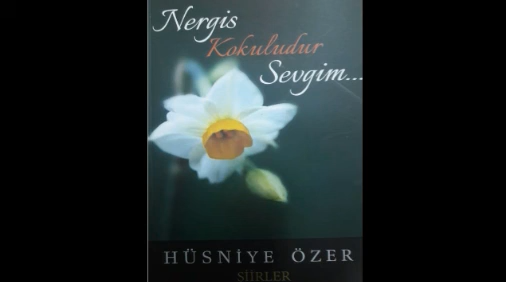 Nergis
Kokuludur
Sevgim...
HÜSNİYE ÖZER
ŞİİRLER